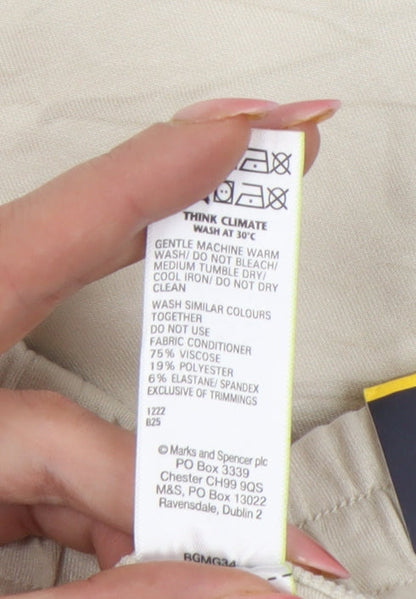 THINK CLIMATE
WASH AT 30°C
GENTLE MACHINE WARM
WASH/ DO NOT BLEACH/
MEDIUM TUMBLE DRY/
COOL IRON/ DO NOT DRY
CLEAN
WASH SIMILAR COLOURS
TOGETHER
DO NOT USE
FABRIC CONDITIONER
75% VISCOSE
19% POLYESTER
6% ELASTANE/ SPANDEX
EXCLUSIVE OF TRIMMINGS
1222
B25
© Marks and Spencer plc
PO Box 3339
Chester CH99 9QS
M&S, PO Box 13022
Ravensdale, Dublin 2
BGMG34